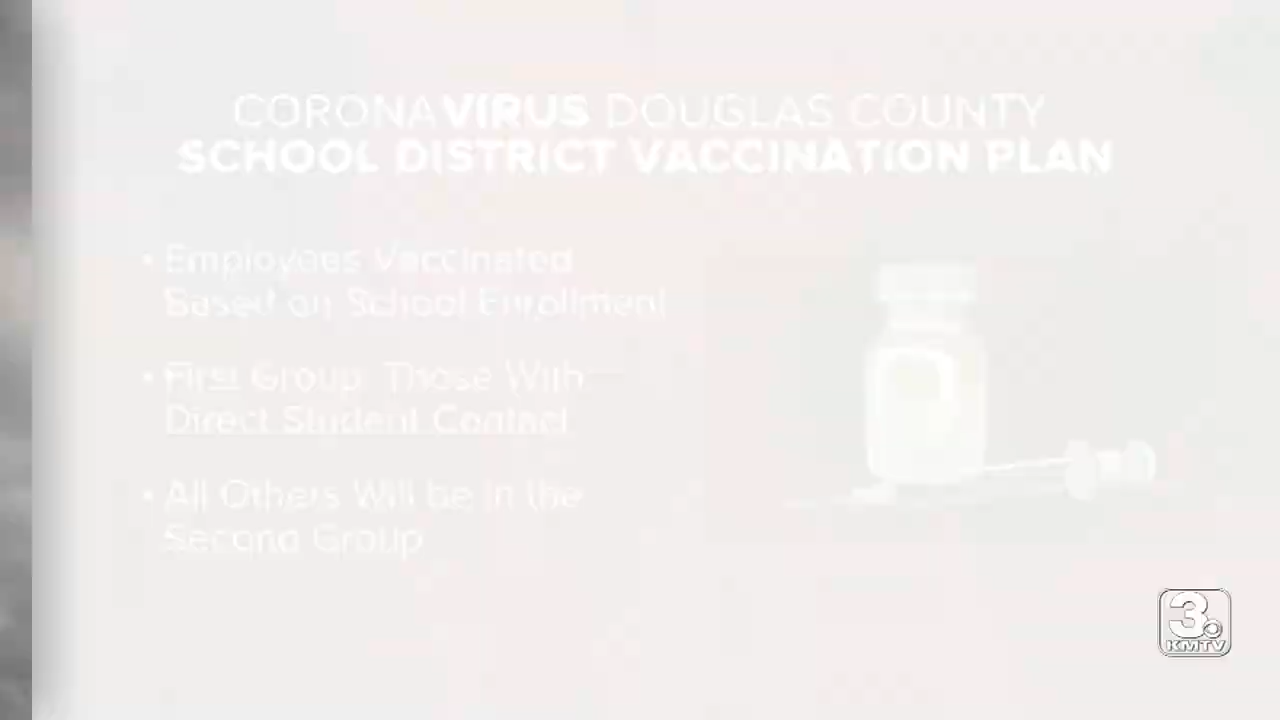 CORONAVIRUS DOUGLAS COUNTY
SCHOOL DISTRICT VACCINATION PLAN
• Employees Vaccinated
Based on School Enrollment
• First Group: Those With
Direct Student Contact
• All Others Will be in the
Second Group
3
KMTV